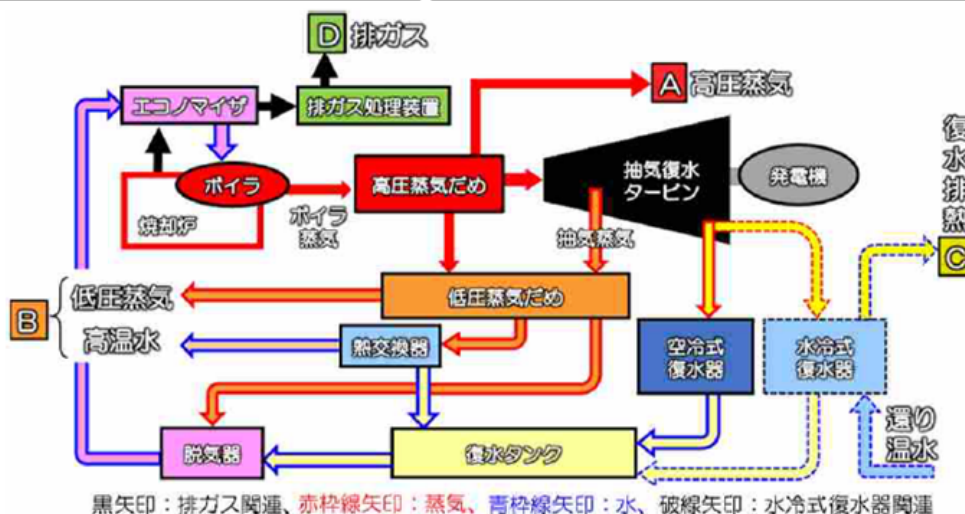 D 排ガス
A 高圧蒸気
エコノマイザ
排ガス処理装置
復水排熱
C
抽気復水
タービン
発電機
ボイラ
高圧蒸気だめ
焼却炉
ボイラ
蒸気
抽気蒸気
B
低圧蒸気
低圧蒸気だめ
高温水
熱交換器
空冷式
復水器
水冷式
復水器
還り
温水
脱気器
復水タンク
黒矢印：排ガス関連、赤枠線矢印：蒸気、青枠線矢印：水、破線矢印：水冷式復水器関連